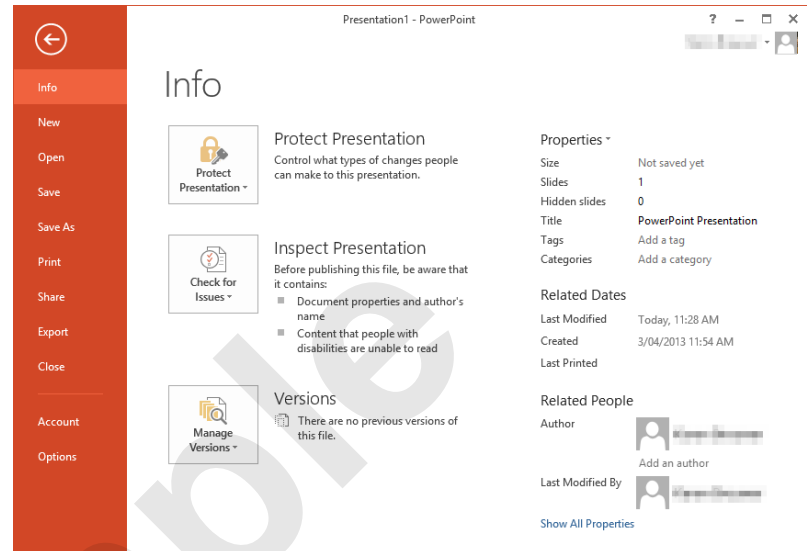 Presentation1 - PowerPoint
?
Info
New
Open
Save
Save As
Print
Share
Export
Close
Account
Options
Info
Protect
Presentation
Protect Presentation
Control what types of changes people
can make to this presentation.
Check for
Issues
Inspect Presentation
Before publishing this file, be aware that
it contains:
Document properties and author's
name
Content that people with
disabilities are unable to read
Manage
Versions
Versions
There are no previous versions of
this file.
Properties
Size Not saved yet
Slides 1
Hidden slides 0
Title PowerPoint Presentation
Tags Add a tag
Categories Add a category
Related Dates
Last Modified Today, 11:28 AM
Created 3/04/2013 11:54 AM
Last Printed
Related People
Author
Add an author
Last Modified By
Show All Properties
ple